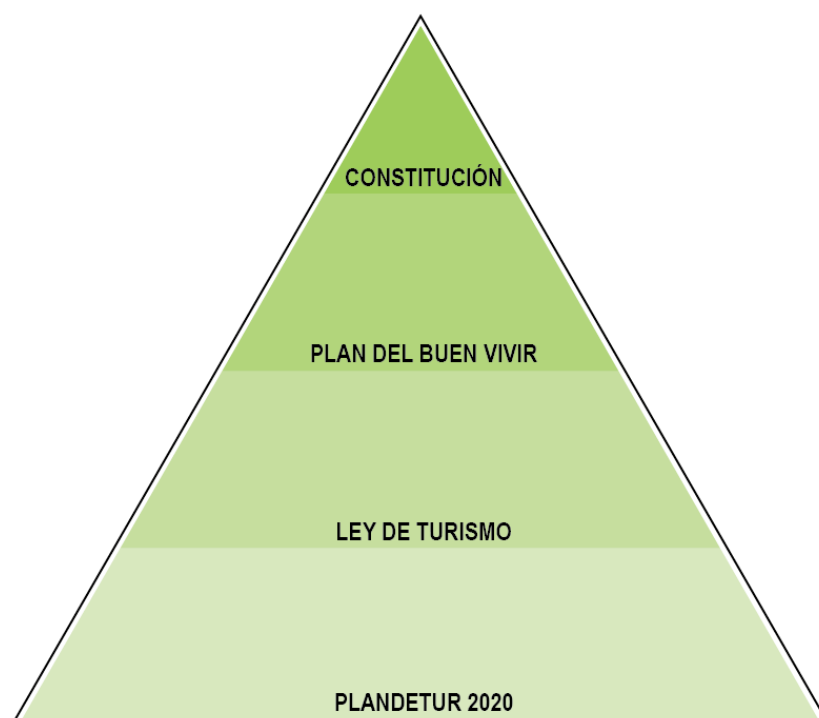 CONSTITUCIÓN
PLAN DEL BUEN VIVIR
LEY DE TURISMO
PLANDETUR 2020